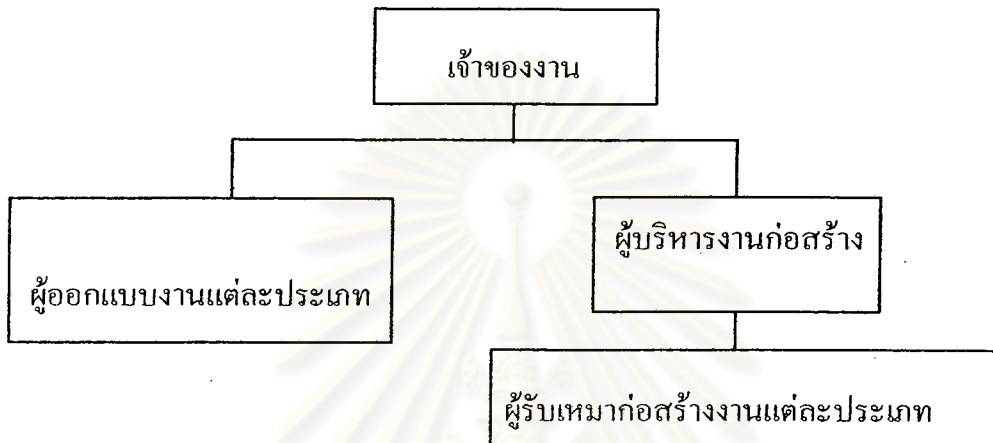 เจ้าของงาน
ผู้บริหารงานก่อสร้าง
ผู้ออกแบบงานแต่ละประเภท
ผู้รับเหมาก่อสร้างงานแต่ละประเภท